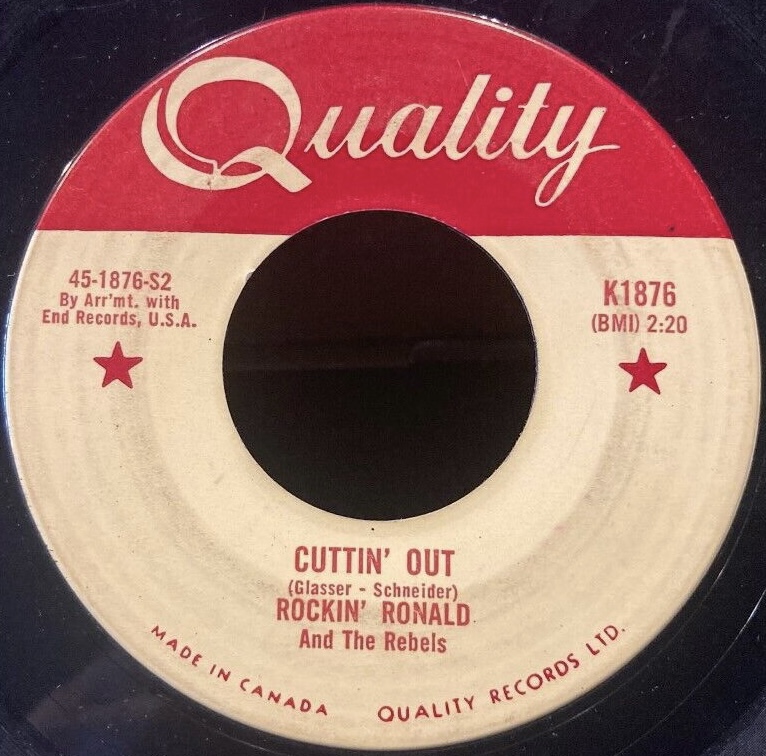 Quality
45-1876-S2
By Arr'mt. with
End Records, U.S.A.
K1876
(BMI) 2:20
CUTTIN' OUT
(Glasser - Schneider)
ROCKIN' RONALD
And The Rebels
MADE IN CANADA
QUALITY RECORDS LTD.